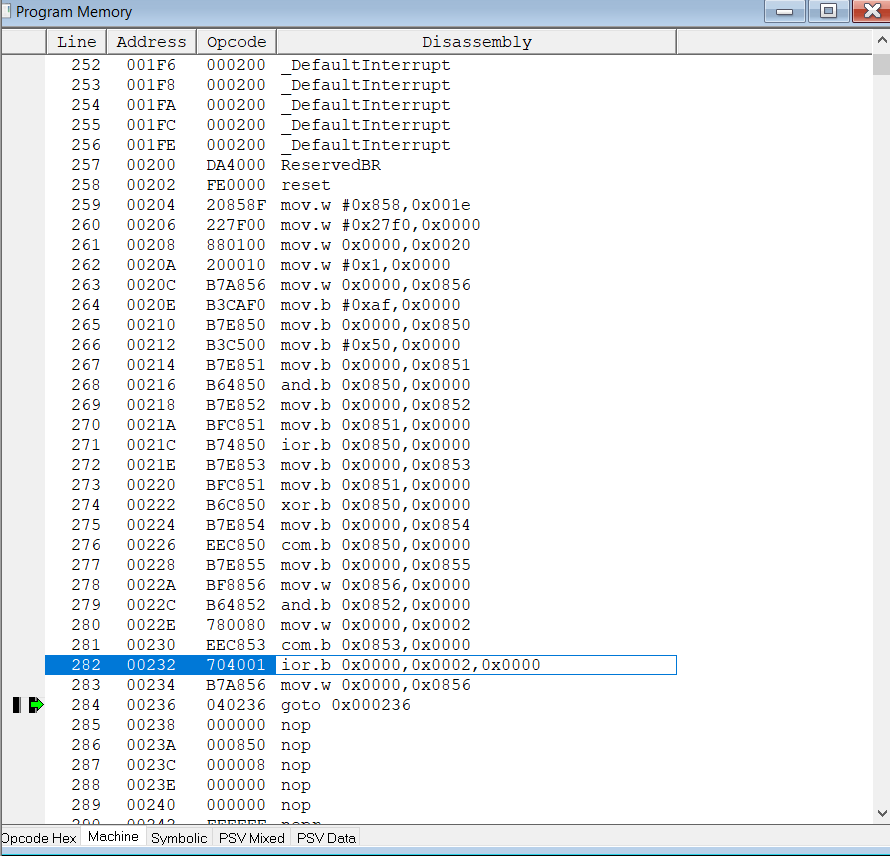 Program Memory
Line Address Opcode Disassembly
252 001F6 000200 _DefaultInterrupt
253 001F8 000200 _DefaultInterrupt
254 001FA 000200 _DefaultInterrupt
255 001FC 000200 _DefaultInterrupt
256 001FE 000200 _DefaultInterrupt
257 00200 DA4000 ReservedBR
258 00202 FE0000 reset
259 00204 20858F mov.w #0x858,0x001e
260 00206 227F00 mov.w #0x27f0,0x0000
261 00208 880100 mov.w 0x0000,0x0020
262 0020A 200010 mov.w #0x1,0x0000
263 0020C B7A856 mov.w 0x0000,0x0856
264 0020E B3CAF0 mov.b #0xaf,0x0000
265 00210 B7E850 mov.b 0x0000,0x0850
266 00212 B3C500 mov.b #0x50,0x0000
267 00214 B7E851 mov.b 0x0000,0x0851
268 00216 B64850 and.b 0x0850,0x0000
269 00218 B7E852 mov.b 0x0000,0x0852
270 0021A BFC851 mov.b 0x0851,0x0000
271 0021C B74850 ior.b 0x0850,0x0000
272 0021E B7E853 mov.b 0x0000,0x0853
273 00220 BFC851 mov.b 0x0851,0x0000
274 00222 B6C850 xor.b 0x0850,0x0000
275 00224 B7E854 mov.b 0x0000,0x0854
276 00226 EEC850 com.b 0x0850,0x0000
277 00228 B7E855 mov.b 0x0000,0x0855
278 0022A BF8856 mov.w 0x0856,0x0000
279 0022C B64852 and.b 0x0852,0x0000
280 0022E 780080 mov.w 0x0000,0x0002
281 00230 EEC853 com.b 0x0853,0x0000
282 00232 704001 ior.b 0x0000,0x0002,0x0000
283 00234 B7A856 mov.w 0x0000,0x0856
284 00236 040236 goto 0x000236
285 00238 000000 nop
286 0023A 000850 nop
287 0023C 000008 nop
288 0023E 000000 nop
289 00240 000000 nop
290 00242 FFFFFF nopr
Opcode Hex Machine Symbolic PSV Mixed PSV Data